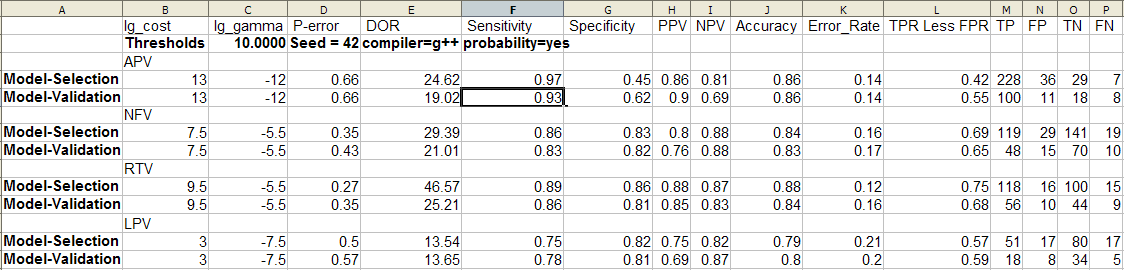 A B C D E F G H I J K L M N O P
lg_cost lg_gamma P-error DOR Sensitivity Specificity PPV NPV Accuracy Error_Rate TPR Less FPR TP FP TN FN
Thresholds 10.0000 Seed = 42 compiler=g++ probability=yes
APV
Model-Selection 13 -12 0.66 24.62 0.97 0.45 0.86 0.81 0.86 0.14 0.42 228 36 29 7
Model-Validation 13 -12 0.66 19.02 0.93 0.62 0.9 0.69 0.86 0.14 0.55 100 11 18 8
NFV
Model-Selection 7.5 -5.5 0.35 29.39 0.86 0.83 0.8 0.88 0.84 0.16 0.69 119 29 141 19
Model-Validation 7.5 -5.5 0.43 21.01 0.83 0.82 0.76 0.88 0.83 0.17 0.65 48 15 70 10
RTV
Model-Selection 9.5 -5.5 0.27 46.57 0.89 0.86 0.88 0.87 0.88 0.12 0.75 118 16 100 15
Model-Validation 9.5 -5.5 0.35 25.21 0.86 0.81 0.85 0.83 0.84 0.16 0.68 56 10 44 9
LPV
Model-Selection 3 -7.5 0.5 13.54 0.75 0.82 0.75 0.82 0.79 0.21 0.57 51 17 80 17
Model-Validation 3 -7.5 0.57 13.65 0.78 0.81 0.69 0.87 0.8 0.2 0.59 18 8 34 5